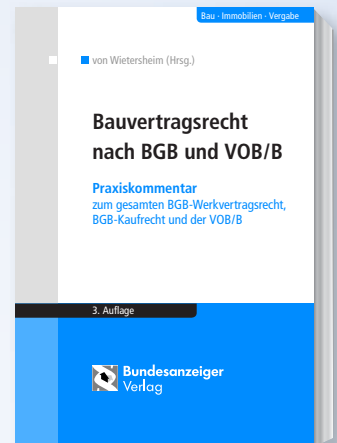 Bau · Immobilien · Vergabe
von Wietersheim (Hrsg.)
Bauvertragsrecht
nach BGB und VOB/B
Praxiskommentar
zum gesamten BGB-Werkvertragsrecht,
BGB-Kaufrecht und der VOB/B
3. Auflage
Bundesanzeiger
Verlag